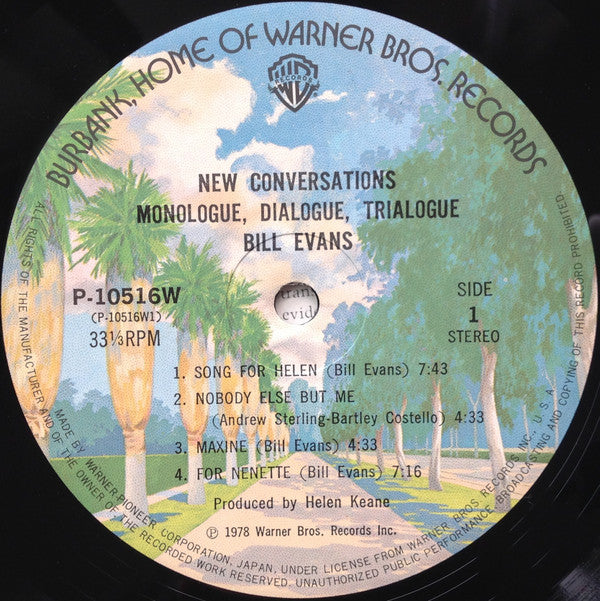 BURBANK, HOME OF WARNER BROS. RECORDS
RECORDS
NEW CONVERSATIONS
MONOLOGUE, DIALOGUE, TRIALOGUE
BILL EVANS
P-10516W
(P-10516W1)
33⅓RPM
SIDE
1
STEREO
tran
evid
1. SONG FOR HELEN (Bill Evans) 7:43
2. NOBODY ELSE BUT ME
(Andrew Sterling-Bartley Costello) 4:33
3. MAXINE (Bill Evans) 4:33
4. FOR NENETTE (Bill Evans) 7:16
Produced by Helen Keane
℗ 1978 Warner Bros. Records Inc.
MADE BY WARNER-PIONEER CORPORATION, JAPAN, UNDER LICENSE FROM WARNER BROS. RECORDS INC., U.S.A.
ALL RIGHTS OF THE MANUFACTURER AND OF THE OWNER OF THE RECORDED WORK RESERVED. UNAUTHORIZED PUBLIC PERFORMANCE, BROADCASTING AND COPYING OF THIS RECORD PROHIBITED